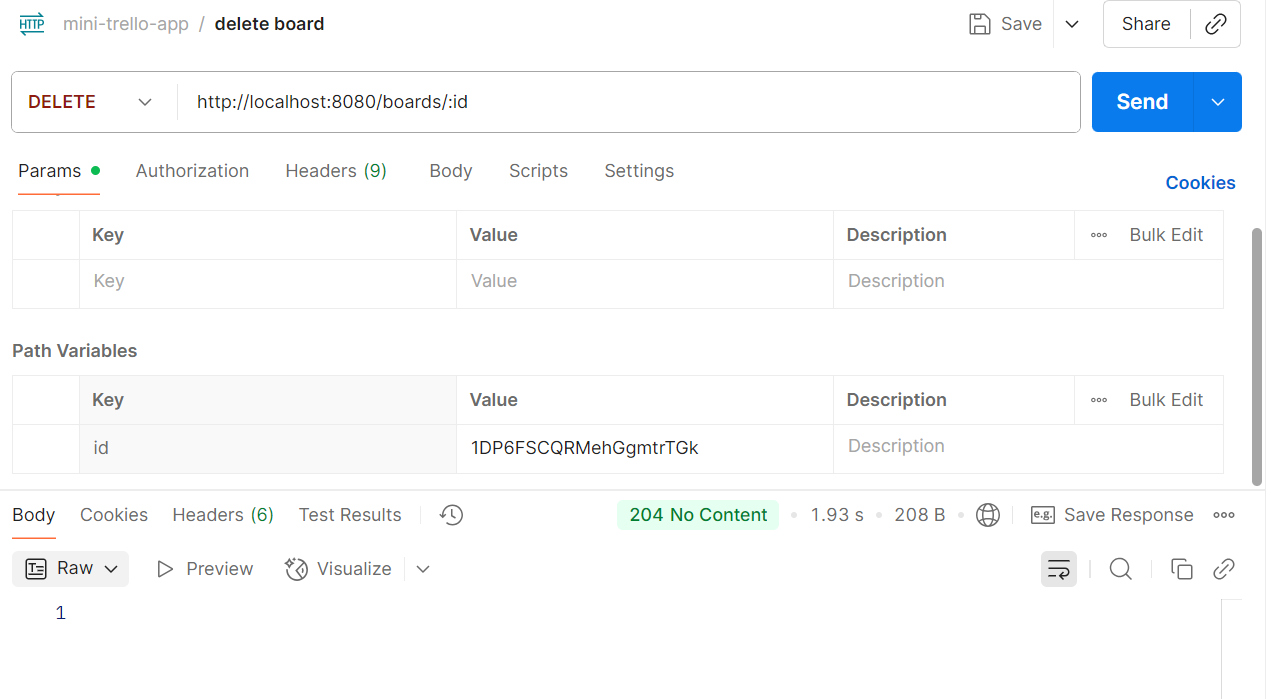 HTTP mini-trello-app / delete board Save Share
DELETE http://localhost:8080/boards/:id Send
Params Authorization Headers (9) Body Scripts Settings
Cookies
Key Value Description Bulk Edit
Key Value Description
Path Variables
Key Value Description Bulk Edit
id 1DP6FSCQRMehGgmtrTGk Description
Body Cookies Headers (6) Test Results 204 No Content 1.93 s 208 B e.g. Save Response
Raw Preview Visualize
1